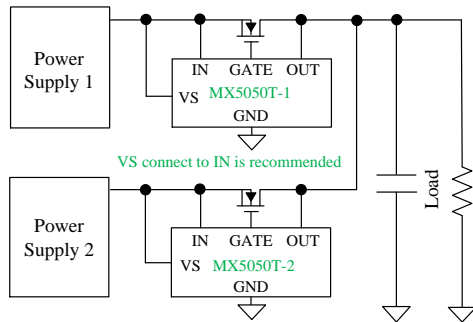 Power
Supply 1
IN GATE OUT
VS MX5050T-1
GND
VS connect to IN is recommended
Power
Supply 2
IN GATE OUT
VS MX5050T-2
GND
Load